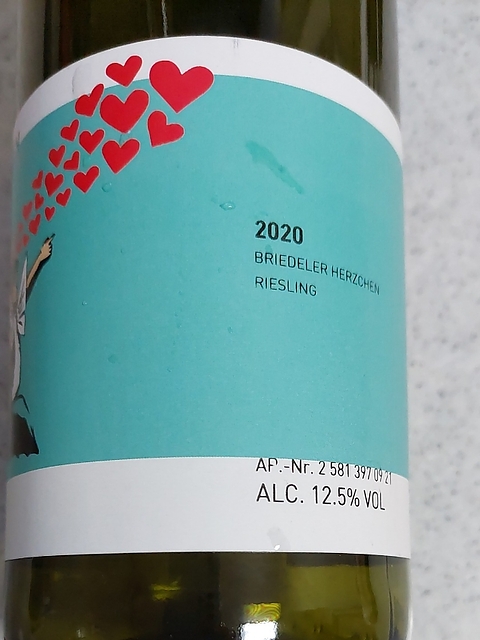 2020
BRIEDELER HERZCHEN
RIESLING
AP.-Nr. 2 581 397 09 21
ALC. 12.5% VOL